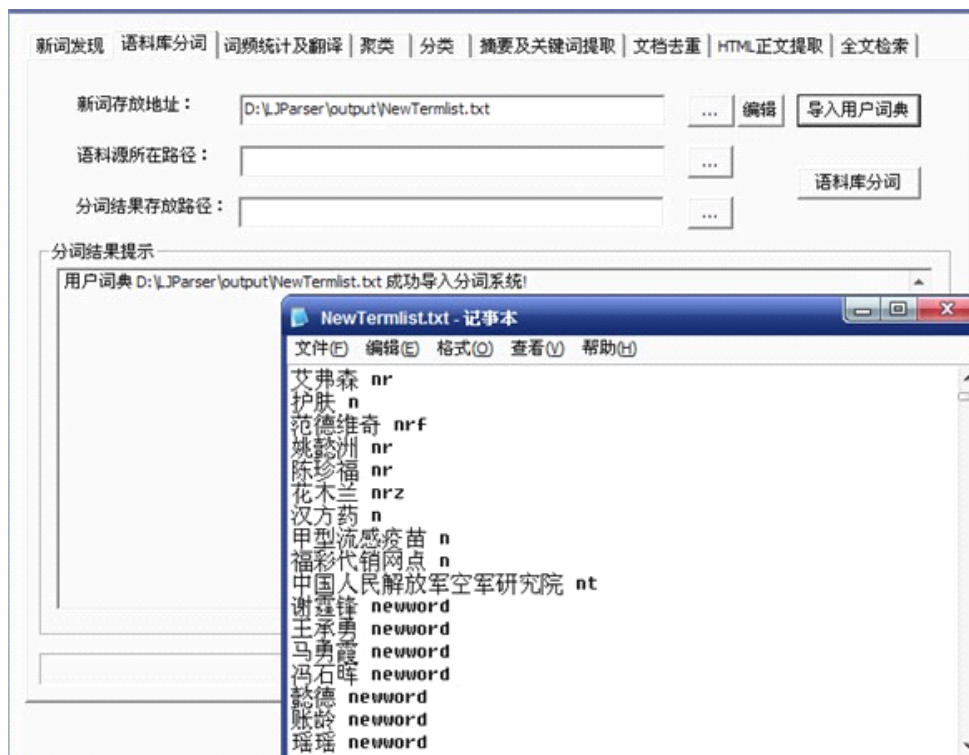 新词发现 语料库分词 词频统计及翻译 聚类 分类 摘要及关键词提取 文档去重 HTML正文提取 全文检索
新词存放地址： D:\LJParser\output\NewTermlist.txt ... 编辑 导入用户词典
语料源所在路径： ...
语料库分词
分词结果存放路径： ...
分词结果提示
用户词典 D:\LJParser\output\NewTermlist.txt 成功导入分词系统!
NewTermlist.txt - 记事本
文件(F) 编辑(E) 格式(O) 查看(V) 帮助(H)
艾弗森 nr
护肤 n
范德维奇 nrf
姚懿洲 nr
陈珍福 nr
花木兰 nrz
汉方药 n
甲型流感疫苗 n
福彩代销网点 n
中国人民解放军空军研究院 nt
谢霆锋 newword
王承勇 newword
马勇霞 newword
冯石晖 newword
懿德 newword
账龄 newword
瑶瑶 newword